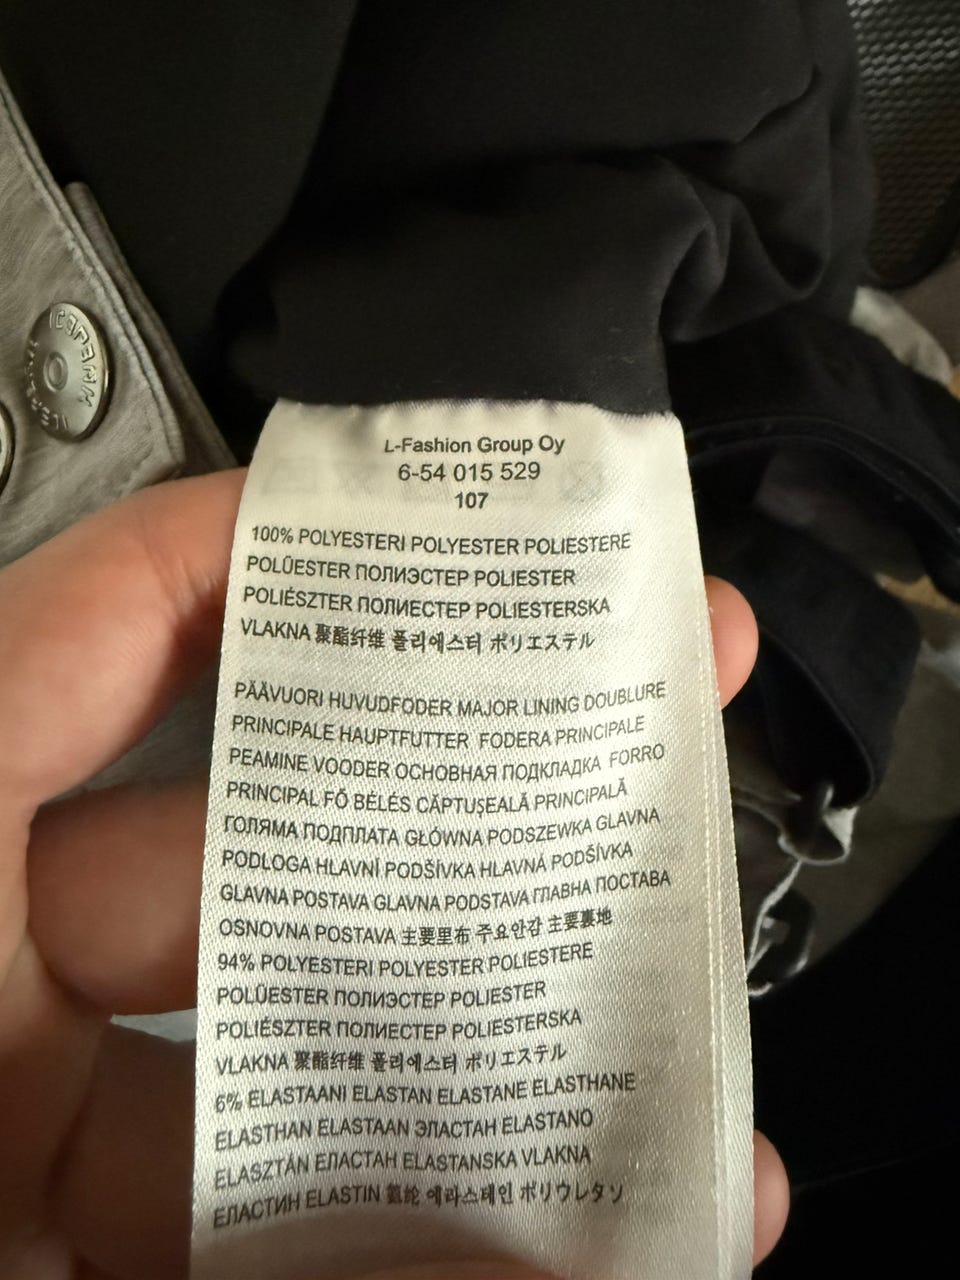 ICEPEAK
L-Fashion Group Oy
6-54 015 529
107
100% POLYESTERI POLYESTER POLIESTERE
POLÜESTER ПОЛИЭСТЕР POLIESTER
POLIÉSZTER ПОЛИЕСТЕР POLIESTERSKA
VLAKNA 聚酯纤维 폴리에스터 ポリエステル
PÄÄVUORI HUVUDFODER MAJOR LINING DOUBLURE
PRINCIPALE HAUPTFUTTER FODERA PRINCIPALE
PEAMINE VOODER ОСНОВНАЯ ПОДКЛАДКА FORRO
PRINCIPAL FŐ BÉLÉS CĂPTUŞEALĂ PRINCIPALĂ
ГОЛЯМА ПОДПЛАТА GŁÓWNA PODSZEWKA GLAVNA
PODLOGA HLAVNÍ PODŠÍVKA HLAVNÁ PODŠÍVKA
GLAVNA POSTAVA GLAVNA PODSTAVA ГЛАВНА ПОСТАВА
OSNOVNA POSTAVA 主要里布 주요안감 主要裏地
94% POLYESTERI POLYESTER POLIESTERE
POLÜESTER ПОЛИЭСТЕР POLIESTER
POLIÉSZTER ПОЛИЕСТЕР POLIESTERSKA
VLAKNA 聚酯纤维 폴리에스터 ポリエステル
6% ELASTAANI ELASTAN ELASTANE ELASTHANE
ELASTHAN ELASTAAN ЭЛАСТАН ELASTANO
ELASZTÁN ЕЛАСТАН ELASTANSKA VLAKNA
ЕЛАСТИН ELASTIN 氨纶 에라스테인 ポリウレタン